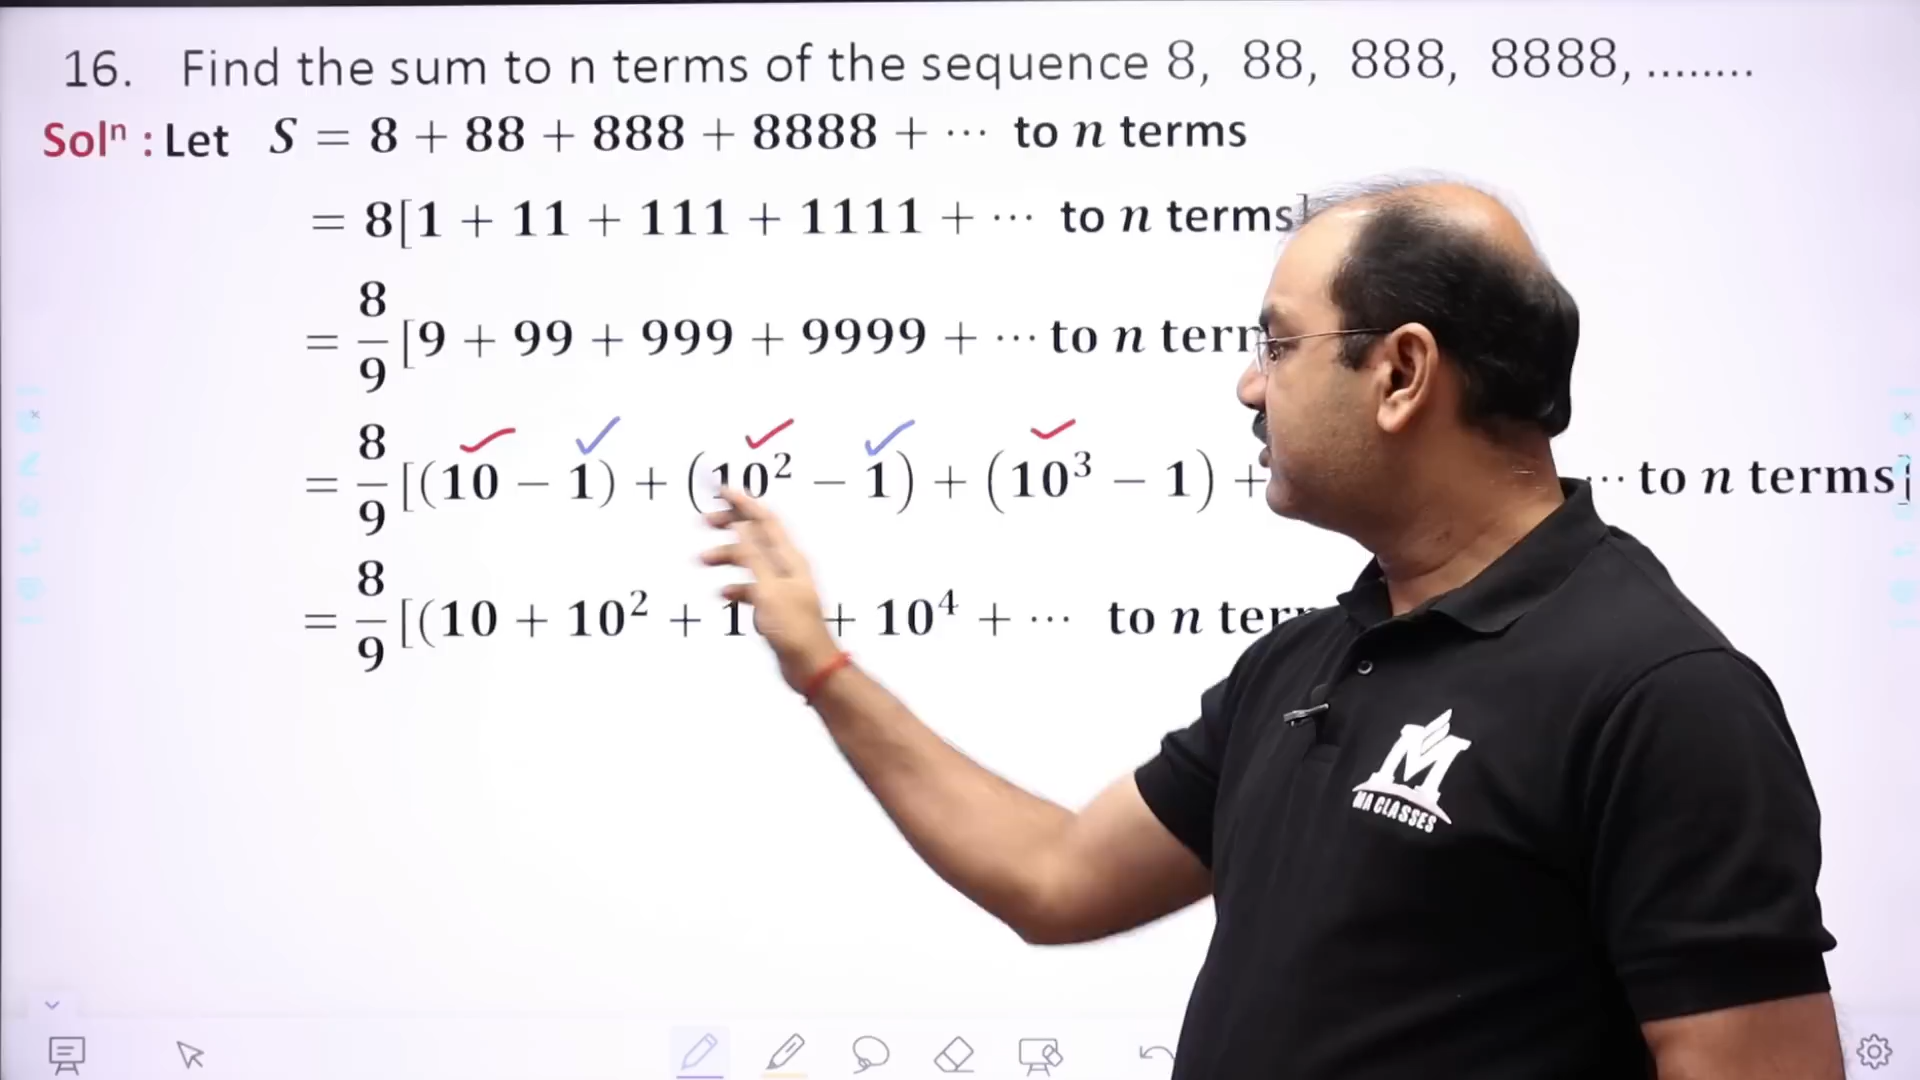 16. Find the sum to n terms of the sequence 8, 88, 888, 8888, ........
Solⁿ : Let S = 8 + 88 + 888 + 8888 + ⋯ to n terms
= 8[1 + 11 + 111 + 1111 + ⋯ to n terms]
= 8/9 [9 + 99 + 999 + 9999 + ⋯ to n
= 8/9 [(10 − 1) + (10² − 1) + (10³ − 1) + ⋯ to n terms]
= 8/9 [(10 + 10² + 1 + 10⁴ + ⋯ to n
M
MA CLASSES